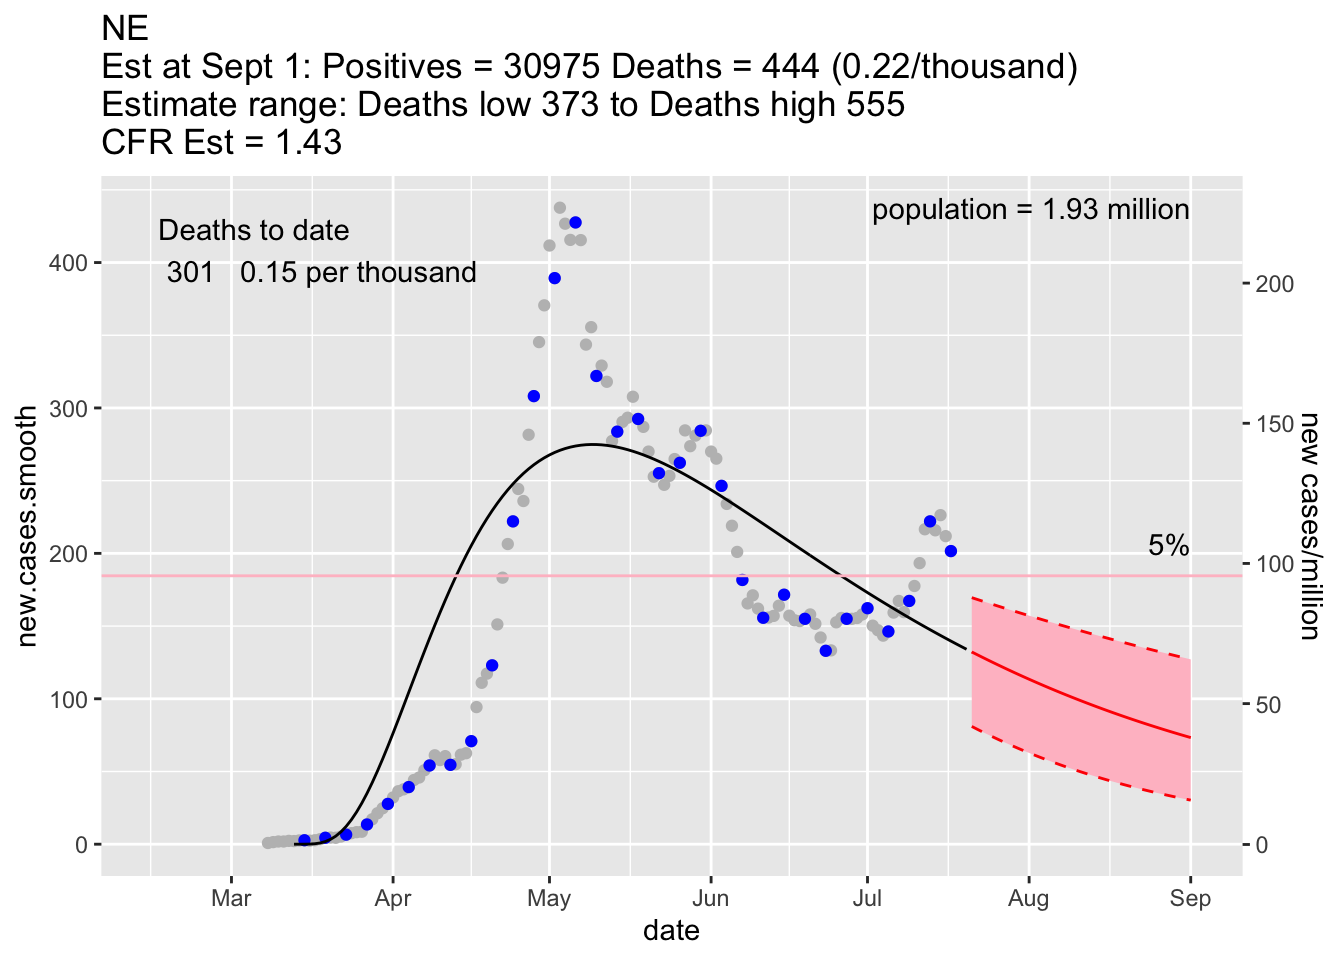 NE
Est at Sept 1: Positives = 30975 Deaths = 444 (0.22/thousand)
Estimate range: Deaths low 373 to Deaths high 555
CFR Est = 1.43
population = 1.93 million
Deaths to date
301 0.15 per thousand
5%
new.cases.smooth
400
300
200
100
0
new cases/million
200
150
100
50
0
Mar Apr May Jun Jul Aug Sep
date